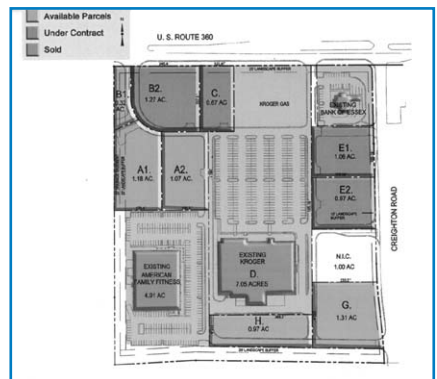 Available Parcels
Under Contract
Sold
U. S. ROUTE 360
B1.
B2.
1.37 AC.
C.
0.67 AC
KROGER GAS
EXISTING
BANK OF ESSEX
A1.
1.18 AC.
A2.
1.07 AC.
E1.
1.06 AC.
E2.
0.87 AC
CREIGHTON ROAD
EXISTING
AMERICAN
FAMILY FITNESS
4.91 AC
EXISTING
KROGER
D.
7.05 ACRES
N.I.C.
1.00 AC
G.
1.31 AC.
H.
0.97 AC